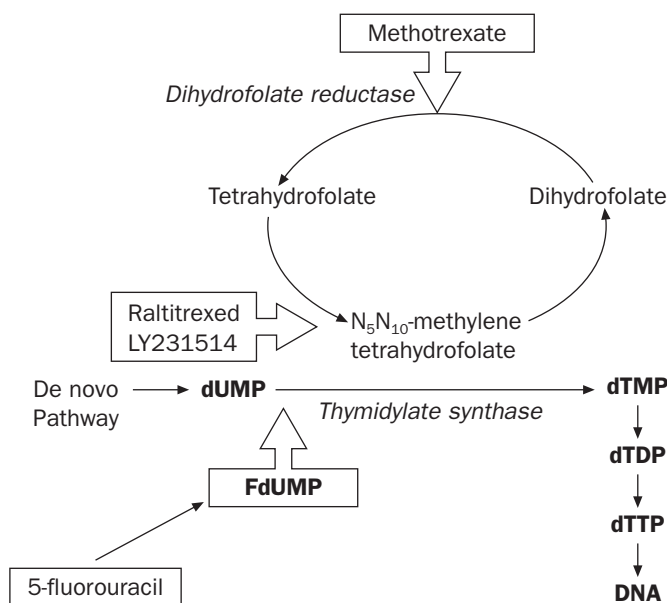 Methotrexate
Dihydrofolate reductase
Tetrahydrofolate
Dihydrofolate
Raltitrexed
LY231514
N₅N₁₀-methylene
tetrahydrofolate
De novo
Pathway
dUMP
dTMP
Thymidylate synthase
dTDP
FdUMP
dTTP
5-fluorouracil
DNA